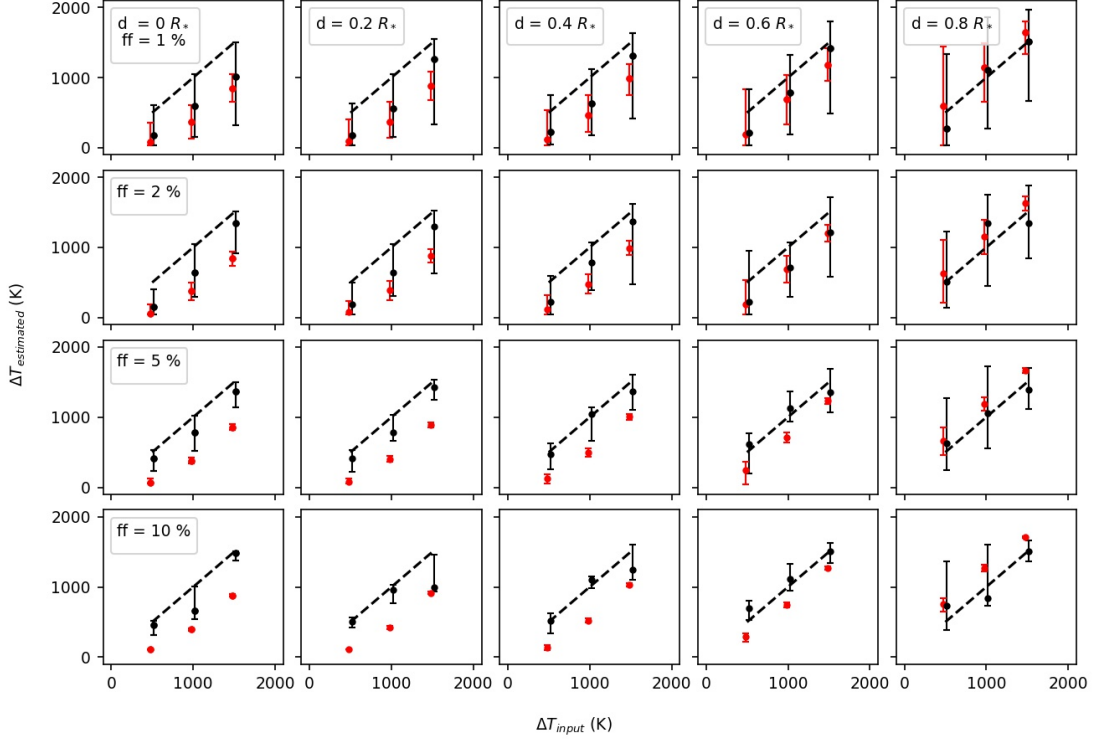 d = 0 R* d = 0.2 R* d = 0.4 R* d = 0.6 R* d = 0.8 R*
ff = 1 %
2000
1000
0
ff = 2 %
2000
1000
0
ff = 5 %
2000
1000
0
ff = 10 %
2000
1000
0
0 1000 2000 0 1000 2000 0 1000 2000 0 1000 2000 0 1000 2000
ΔT_estimated (K)
ΔT_input (K)